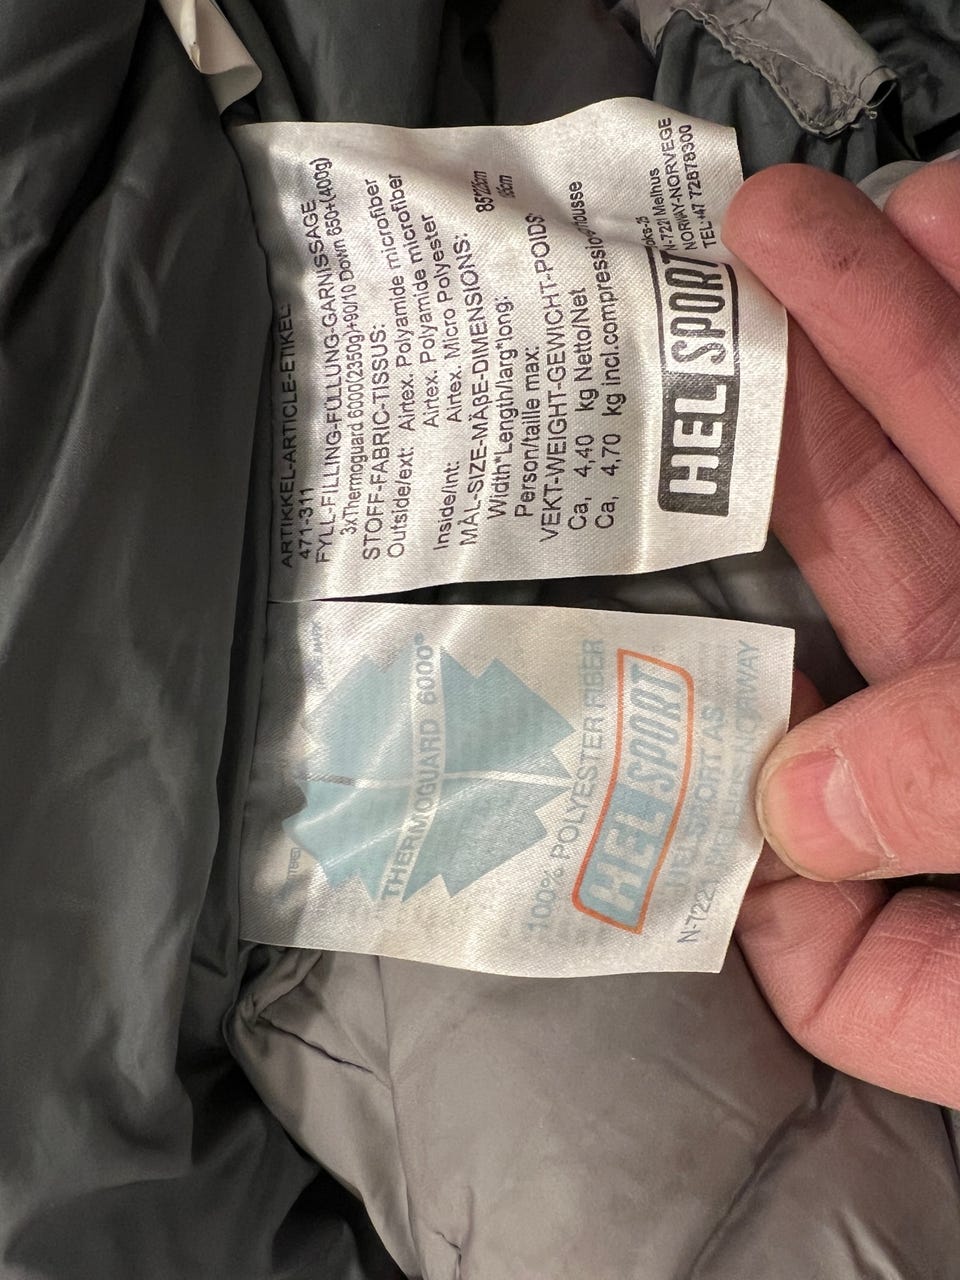 ARTIKKEL-ARTICLE-ETIKEL:
471-311
FYLL-FILLING-FÜLLUNG-GARNISSAGE
3xThermoguard 6000(2350g)+90/10 Down 650+(400g)
STOFF-FABRIC-TISSUS:
Outside/ext: Airtex. Polyamide microfiber
Airtex. Polyamide microfiber
Inside/int: Airtex. Micro Polyester
MÅL-SIZE-MÄβE-DIMENSIONS:
Width*Length/larg*long:
Person/taille max:
VEKT-WEIGHT-GEWICHT-POIDS:
Ca, 4,40 kg Netto/Net
Ca, 4,70 kg incl.compression/housse
HELSPORT
Melhus
NORWAY-NORVEGE
TEL:+47 72878300
THERMOGUARD 6000®
100% POLYESTER FIBER
HELSPORT
HELSPORT AS
N-7221 MELHUS NORWAY